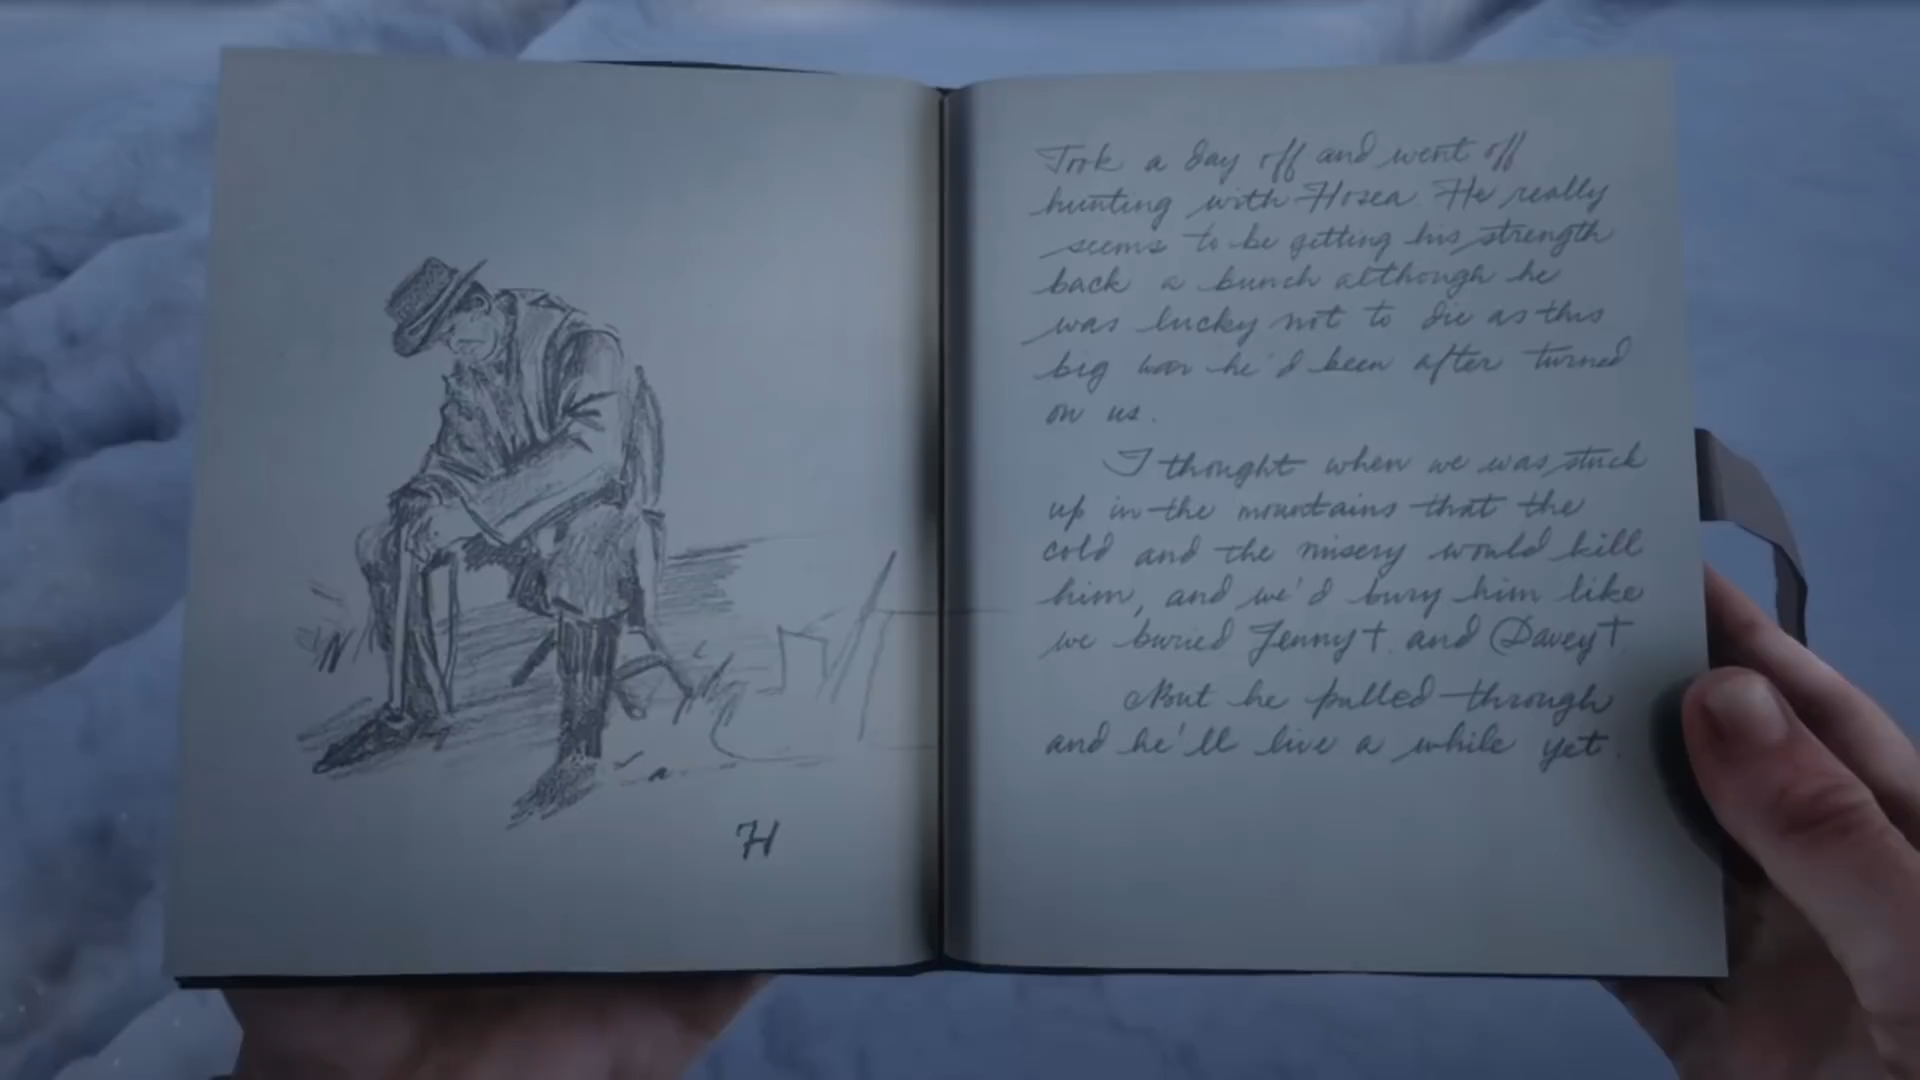 H
Took a day off and went off
hunting with Hosea He really
seems to be getting his strength
back a bunch although he
was lucky not to die as this
big bear he'd been after turned
on us.
I thought when we was stuck
up in the mountains that the
cold and the misery would kill
him, and we'd bury him like
we buried Jenny†. and Davey†.
But he pulled through
and he'll live a while yet.